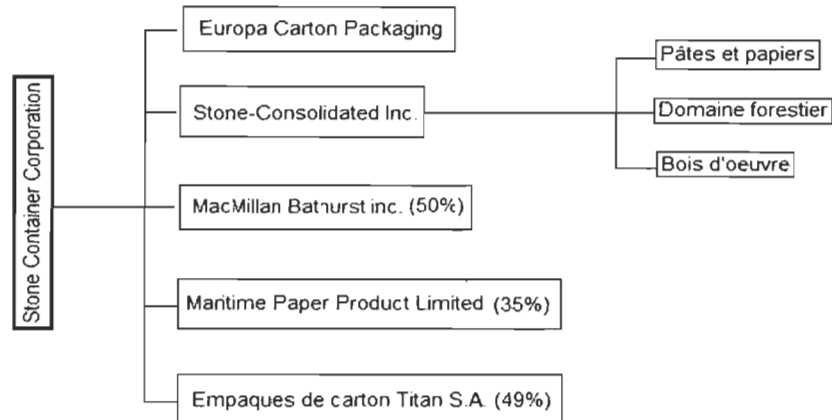 Stone Container Corporation
Europa Carton Packaging
Stone-Consolidated Inc.
Pâtes et papiers
Domaine forestier
Bois d'oeuvre
MacMillan Bathurst inc. (50%)
Maritime Paper Product Limited (35%)
Empaques de carton Titan S.A. (49%)